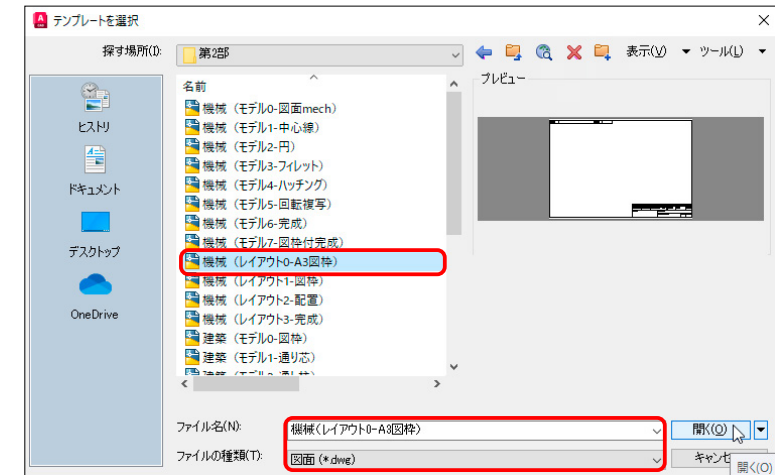 テンプレートを選択
探す場所(I):
第2部
表示(V)
ツール(L)
ヒストリ
ドキュメント
デスクトップ
OneDrive
名前
機械（モデル0-図面mech）
機械（モデル1-中心線）
機械（モデル2-円）
機械（モデル3-フィレット）
機械（モデル4-ハッチング）
機械（モデル5-回転複写）
機械（モデル6-完成）
機械（モデル7-図枠付完成）
機械（レイアウト0-A3図枠）
機械（レイアウト1-図枠）
機械（レイアウト2-配置）
機械（レイアウト3-完成）
建築（モデル0-図枠）
建築（モデル1-通り芯）
プレビュー
ファイル名(N):
機械（レイアウト0-A3図枠）
開く(O)
ファイルの種類(T):
図面 (*.dwg)
キャンセ
開く(O)